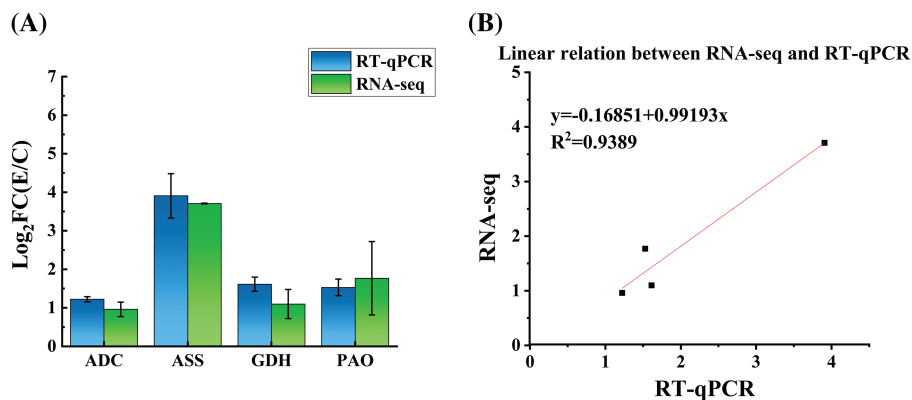 (A)
RT-qPCR
RNA-seq
Log₂FC(E/C)
7
6
5
4
3
2
1
0
ADC
ASS
GDH
PAO
(B)
Linear relation between RNA-seq and RT-qPCR
y=-0.16851+0.99193x
R²=0.9389
RNA-seq
5
4
3
2
1
0
0
1
2
3
4
RT-qPCR